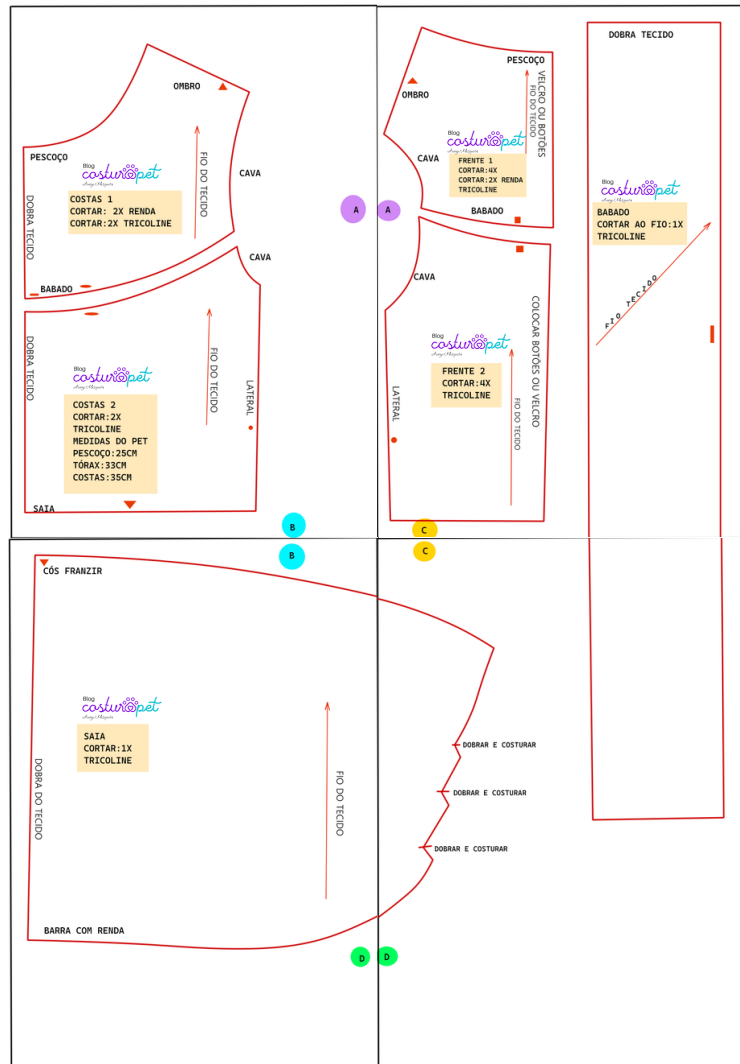 OMBRO
PESCOÇO
FIO DO TECIDO
CAVA
DOBRA TECIDO
Blog
costuropet
COSTAS 1
CORTAR: 2X RENDA
CORTAR:2X TRICOLINE
BABADO
A
A
PESCOÇO
OMBRO
VELCRO OU BOTÕES
FIO DO TECIDO
CAVA
Blog
costuropet
FRENTE 1
CORTAR:4X
CORTAR:2X RENDA
TRICOLINE
BABADO
DOBRA TECIDO
Blog
costuropet
BABADO
CORTAR AO FIO:1X
TRICOLINE
FIO TECIDO
CAVA
DOBRA TECIDO
FIO DO TECIDO
LATERAL
Blog
costuropet
COSTAS 2
CORTAR:2X
TRICOLINE
MEDIDAS DO PET
PESCOÇO:25CM
TÓRAX:33CM
COSTAS:35CM
SAIA
B
CAVA
COLOCAR BOTÕES OU VELCRO
Blog
costuropet
FRENTE 2
CORTAR:4X
TRICOLINE
LATERAL
FIO DO TECIDO
C
B
C
CÓS FRANZIR
Blog
costuropet
SAIA
CORTAR:1X
TRICOLINE
DOBRA DO TECIDO
FIO DO TECIDO
DOBRAR E COSTURAR
DOBRAR E COSTURAR
DOBRAR E COSTURAR
BARRA COM RENDA
D
D